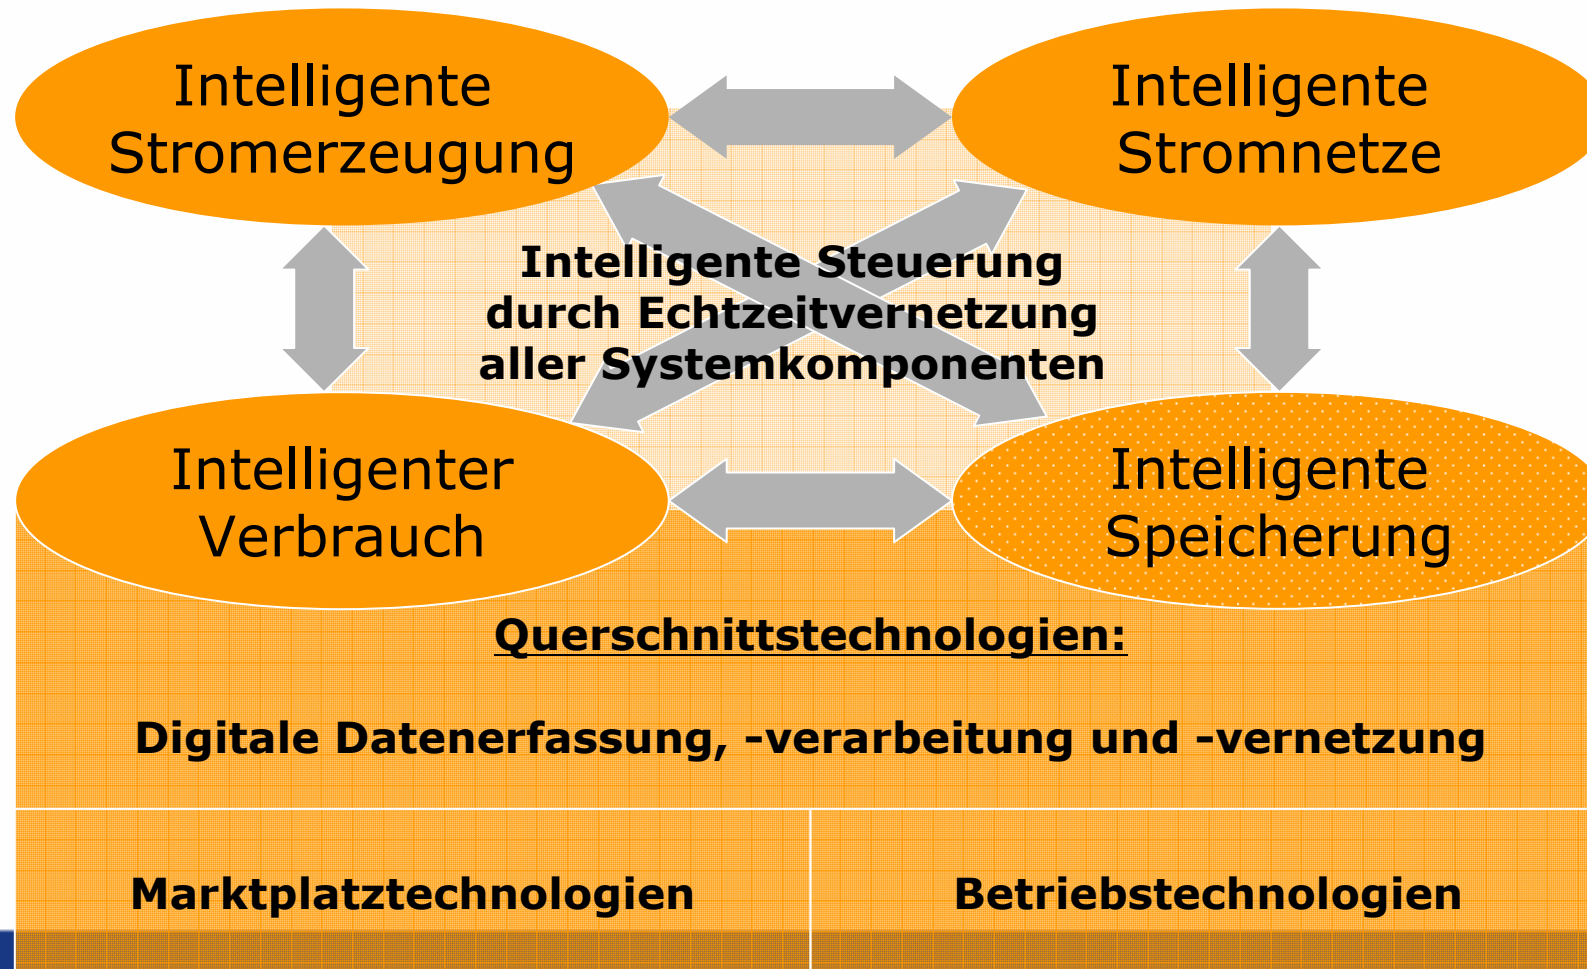 Intelligente
Stromerzeugung
Intelligente
Stromnetze
Intelligente Steuerung
durch Echtzeitvernetzung
aller Systemkomponenten
Intelligenter
Verbrauch
Intelligente
Speicherung
Querschnittstechnologien:
Digitale Datenerfassung, -verarbeitung und -vernetzung
Marktplatztechnologien
Betriebstechnologien